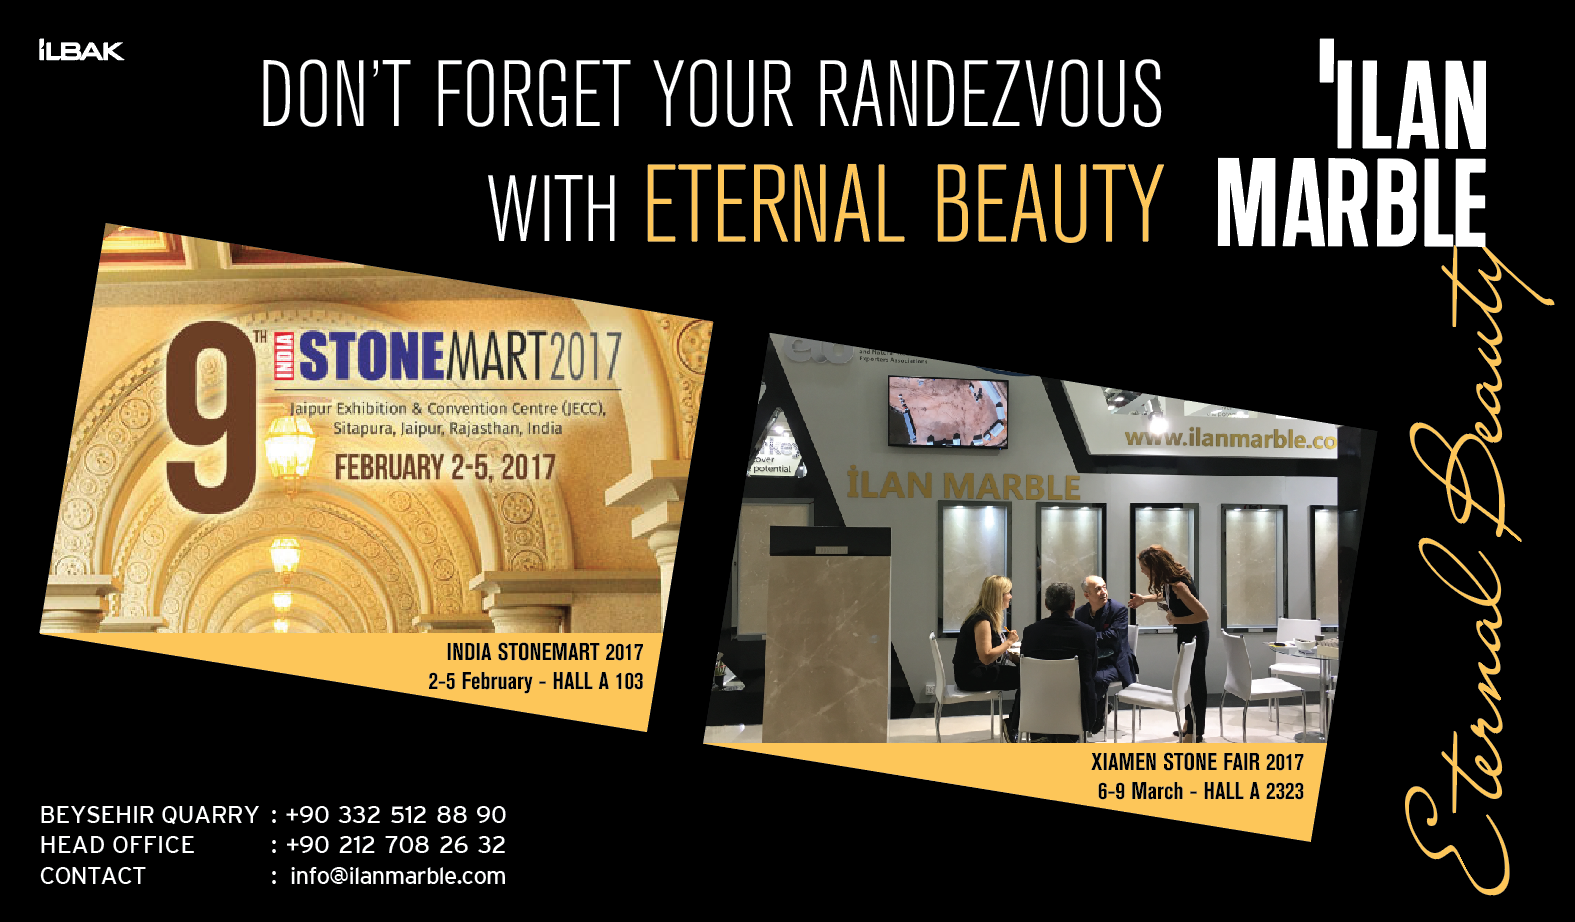 İLBAK
DON'T FORGET YOUR RANDEZVOUS
WITH ETERNAL BEAUTY
İLAN
MARBLE
Eternal Beauty
9TH INDIA STONEMART2017
Jaipur Exhibition & Convention Centre (JECC),
Sitapura, Jaipur, Rajasthan, India
FEBRUARY 2-5, 2017
INDIA STONEMART 2017
2-5 February - HALL A 103
Exporters Associations
www.ilanmarble.co
İLAN MARBLE
potential
XIAMEN STONE FAIR 2017
6-9 March - HALL A 2323
BEYSEHIR QUARRY : +90 332 512 88 90
HEAD OFFICE : +90 212 708 26 32
CONTACT : info@ilanmarble.com